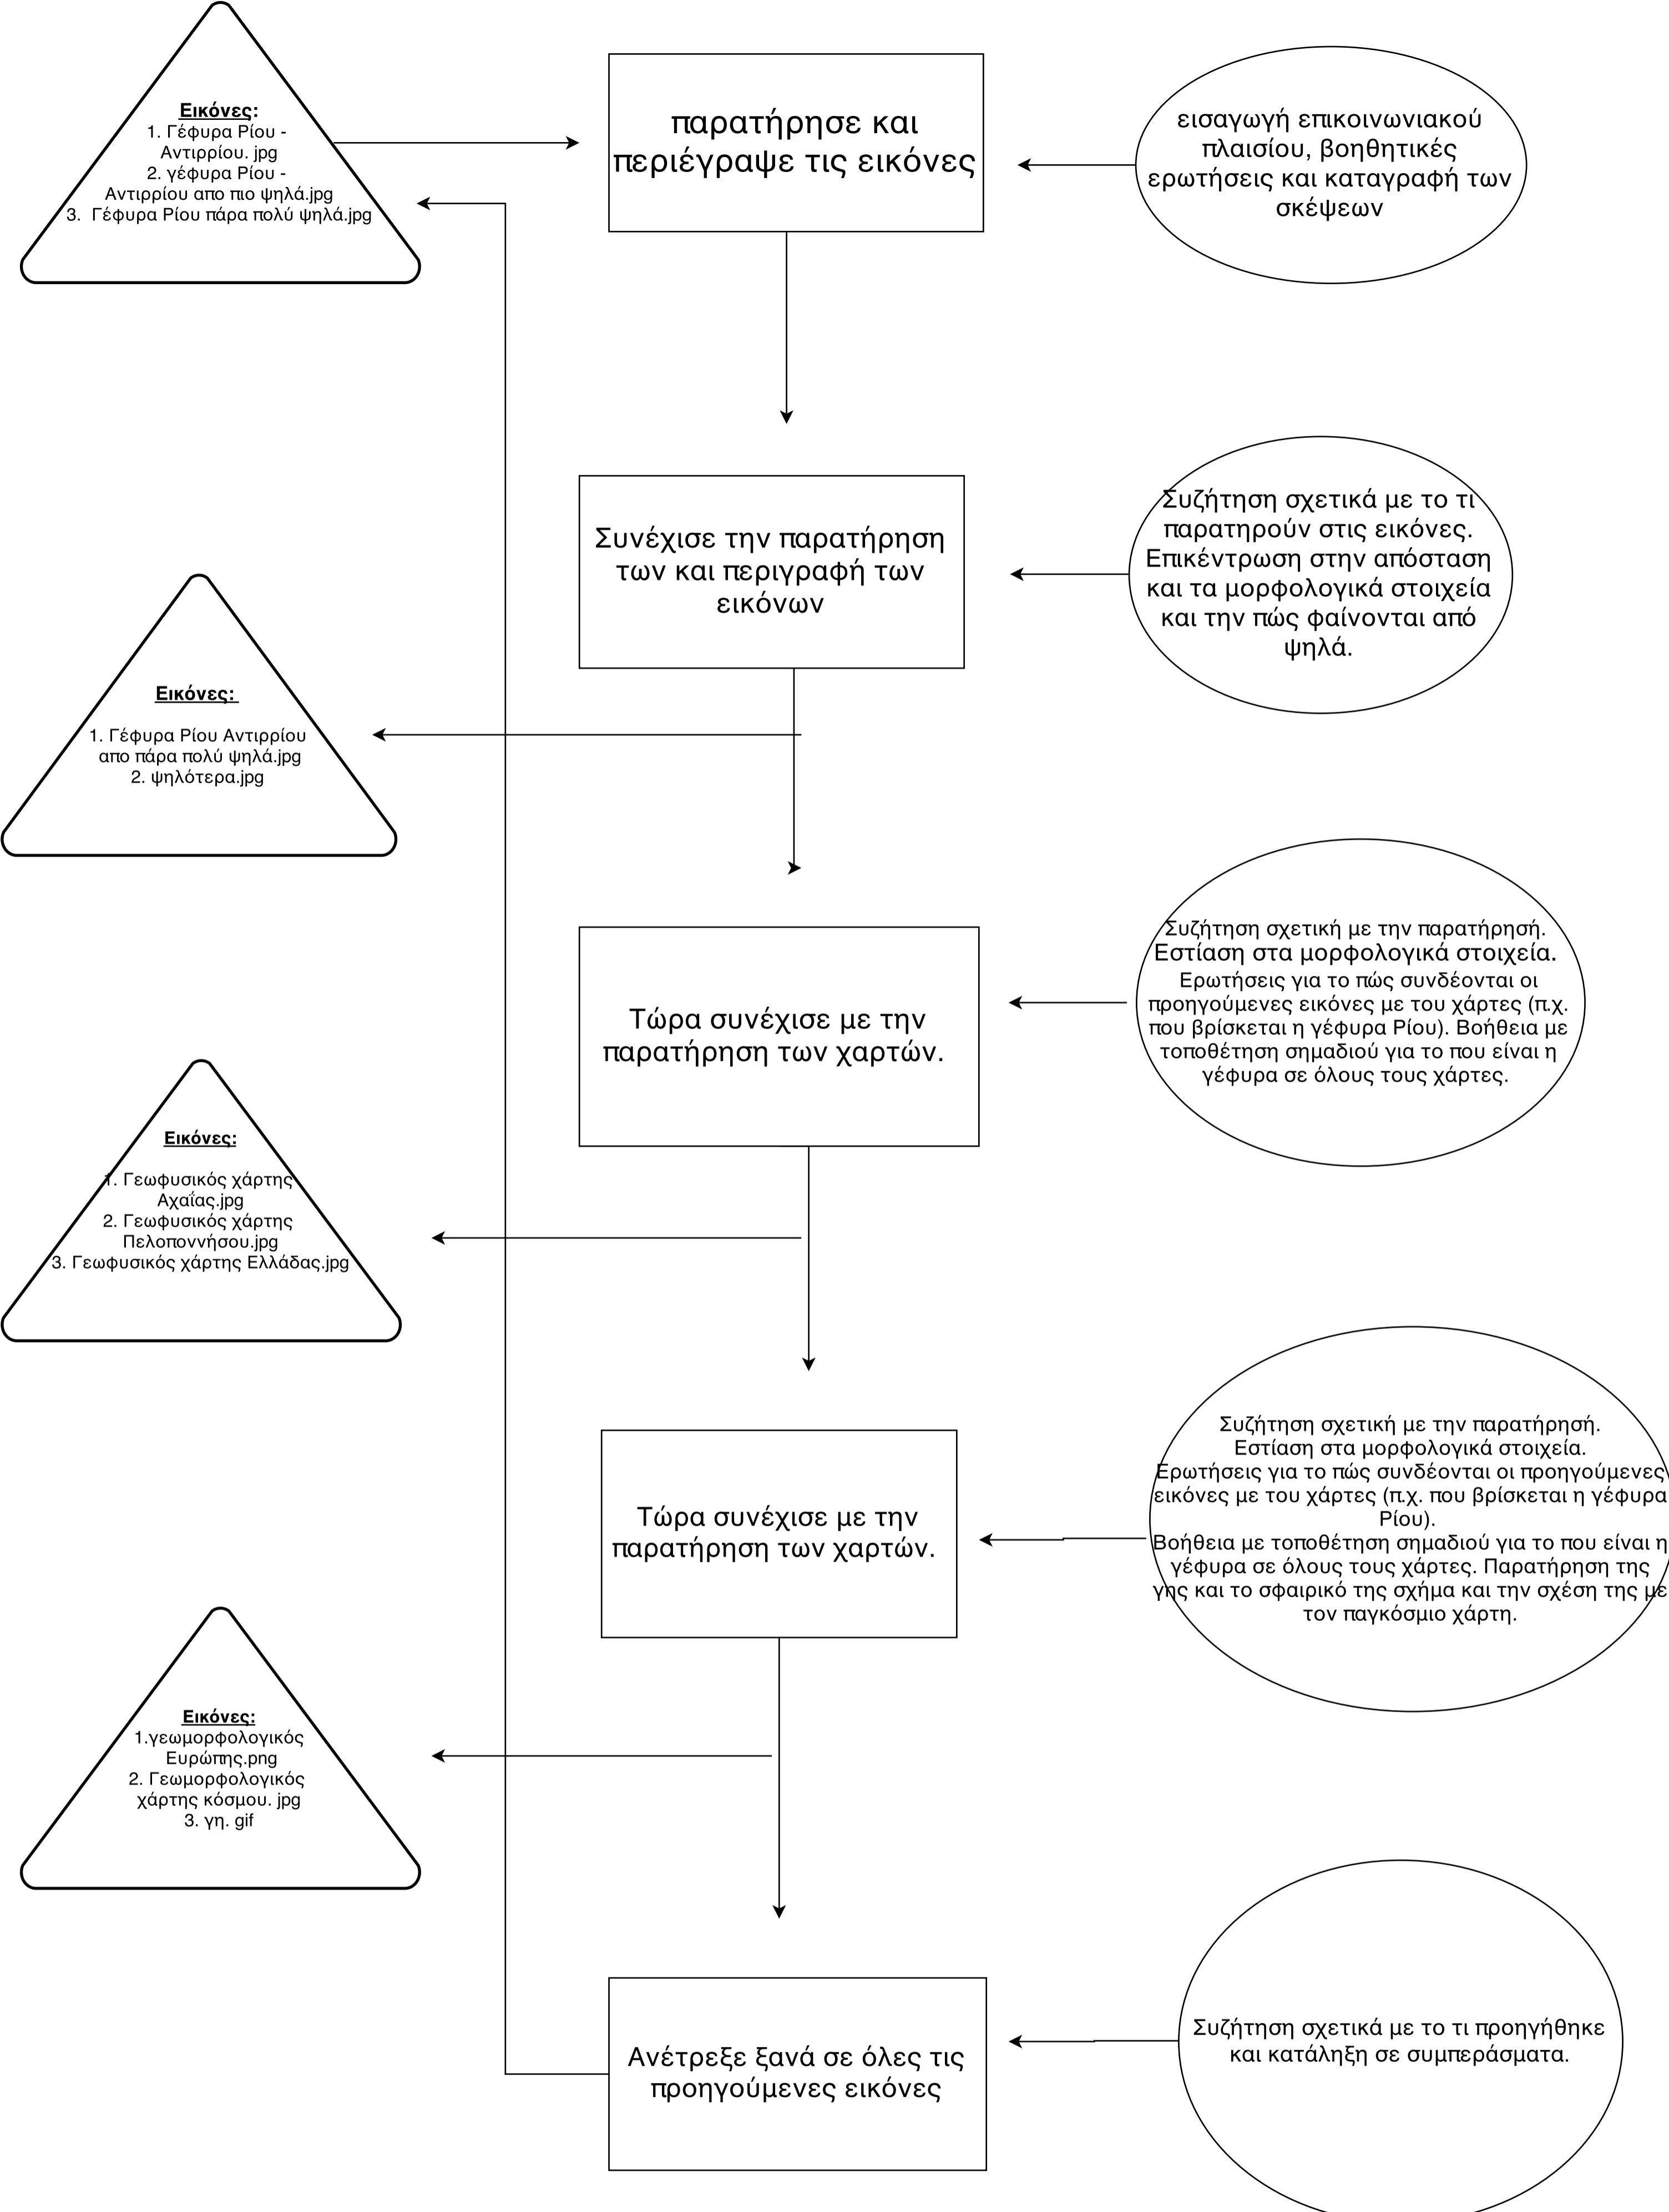 Εικόνες:
1. Γέφυρα Ρίου -
Αντιρρίου. jpg
2. γέφυρα Ρίου -
Αντιρρίου απο πιο ψηλά.jpg
3. Γέφυρα Ρίου πάρα πολύ ψηλά.jpg
παρατήρησε και
περιέγραψε τις εικόνες
εισαγωγή επικοινωνιακού
πλαισίου, βοηθητικές
ερωτήσεις και καταγραφή των
σκέψεων
Συνέχισε την παρατήρηση
των και περιγραφή των
εικόνων
Συζήτηση σχετικά με το τι
παρατηρούν στις εικόνες.
Επικέντρωση στην απόσταση
και τα μορφολογικά στοιχεία
και την πώς φαίνονται από
ψηλά.
Εικόνες:
1. Γέφυρα Ρίου Αντιρρίου
απο πάρα πολύ ψηλά.jpg
2. ψηλότερα.jpg
Τώρα συνέχισε με την
παρατήρηση των χαρτών.
Συζήτηση σχετική με την παρατήρησή.
Εστίαση στα μορφολογικά στοιχεία.
Ερωτήσεις για το πώς συνδέονται οι
προηγούμενες εικόνες με του χάρτες (π.χ.
που βρίσκεται η γέφυρα Ρίου). Βοήθεια με
τοποθέτηση σημαδιού για το που είναι η
γέφυρα σε όλους τους χάρτες.
Εικόνες:
1. Γεωφυσικός χάρτης
Αχαΐας.jpg
2. Γεωφυσικός χάρτης
Πελοποννήσου.jpg
3. Γεωφυσικός χάρτης Ελλάδας.jpg
Τώρα συνέχισε με την
παρατήρηση των χαρτών.
Συζήτηση σχετική με την παρατήρησή.
Εστίαση στα μορφολογικά στοιχεία.
Ερωτήσεις για το πώς συνδέονται οι προηγούμενες
εικόνες με του χάρτες (π.χ. που βρίσκεται η γέφυρα
Ρίου).
Βοήθεια με τοποθέτηση σημαδιού για το που είναι η
γέφυρα σε όλους τους χάρτες. Παρατήρηση της
γης και το σφαιρικό της σχήμα και την σχέση της με
τον παγκόσμιο χάρτη.
Εικόνες:
1.γεωμορφολογικός
Ευρώπης.png
2. Γεωμορφολογικός
χάρτης κόσμου. jpg
3. γη. gif
Ανέτρεξε ξανά σε όλες τις
προηγούμενες εικόνες
Συζήτηση σχετικά με το τι προηγήθηκε
και κατάληξη σε συμπεράσματα.